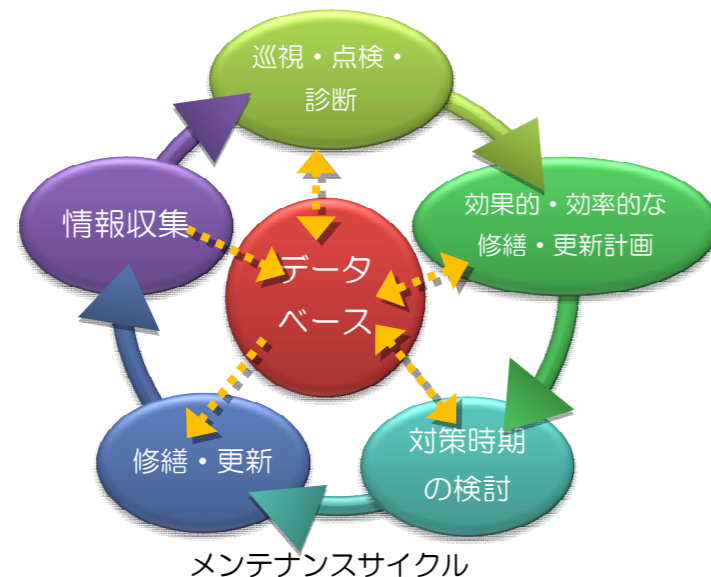 巡視・点検・
診断
効果的・効率的な
修繕・更新計画
対策時期
の検討
修繕・更新
情報収集
データ
ベース
メンテナンスサイクル